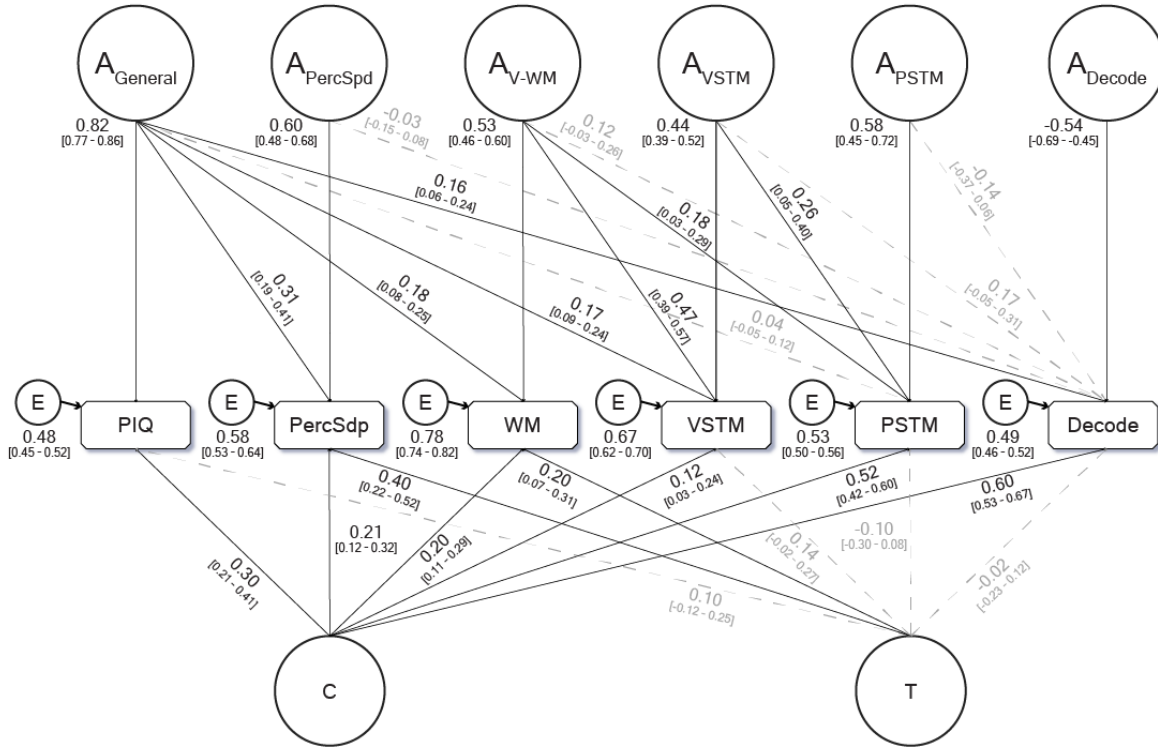 A General
A PercSpd
A V-WM
A VSTM
A PSTM
A Decode
0.82
[0.77 - 0.86]
0.60
[0.48 - 0.68]
-0.03
[-0.15 - 0.08]
0.53
[0.46 - 0.60]
0.12
[-0.03 - 0.26]
0.44
[0.39 - 0.52]
0.58
[0.45 - 0.72]
-0.14
[-0.37 - 0.06]
-0.54
[-0.69 - -0.45]
0.16
[0.06 - 0.24]
0.18
[0.03 - 0.29]
0.26
[0.05 - 0.40]
0.31
[0.19 - 0.41]
0.18
[0.08 - 0.25]
0.17
[0.09 - 0.24]
0.47
[0.39 - 0.57]
0.04
[-0.05 - 0.12]
0.17
[-0.05 - 0.31]
E
PIQ
E
PercSdp
E
WM
E
VSTM
E
PSTM
E
Decode
0.48
[0.45 - 0.52]
0.58
[0.53 - 0.64]
0.78
[0.74 - 0.82]
0.67
[0.62 - 0.70]
0.53
[0.50 - 0.56]
0.49
[0.46 - 0.52]
0.40
[0.22 - 0.52]
0.20
[0.07 - 0.31]
0.12
[0.03 - 0.24]
0.52
[0.42 - 0.60]
0.60
[0.53 - 0.67]
0.30
[0.21 - 0.41]
0.21
[0.12 - 0.32]
0.20
[0.11 - 0.29]
0.10
[-0.12 - 0.25]
0.14
[-0.02 - 0.27]
-0.10
[-0.30 - 0.08]
-0.02
[-0.23 - 0.12]
C
T